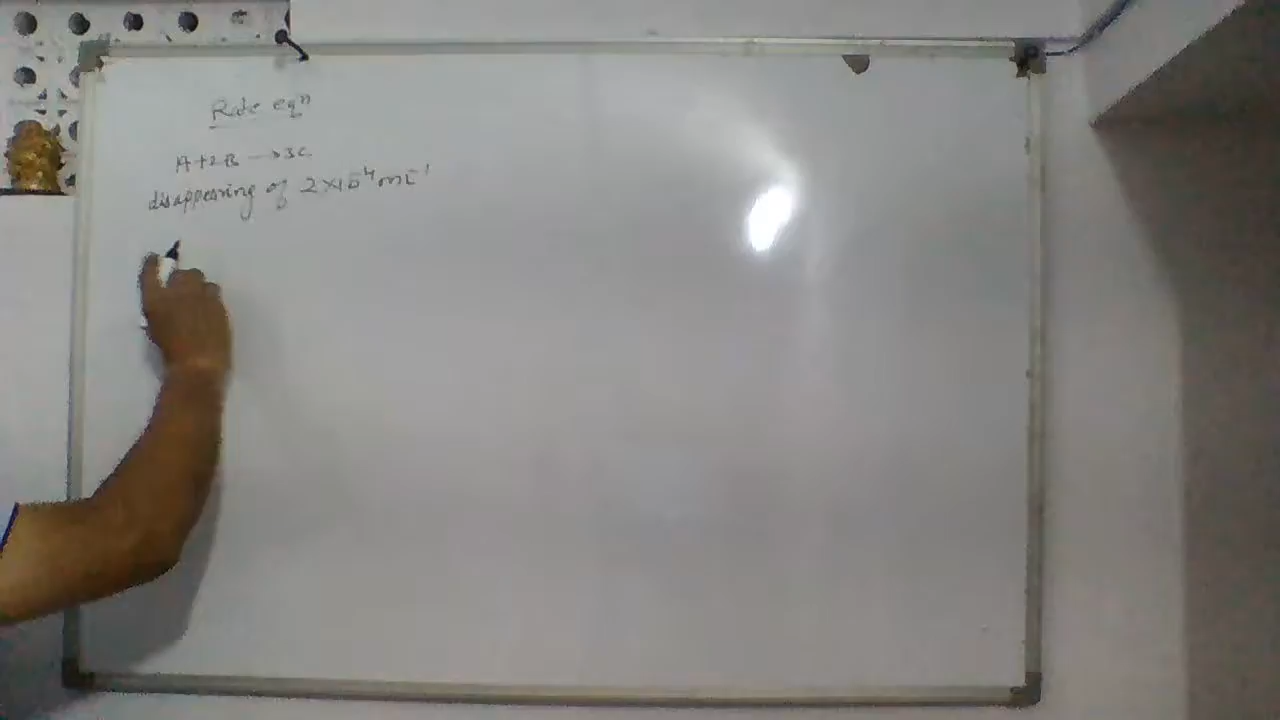 Rate eqⁿ
A+2B → 3C
disappearing of 2×10⁻⁴ mL⁻¹